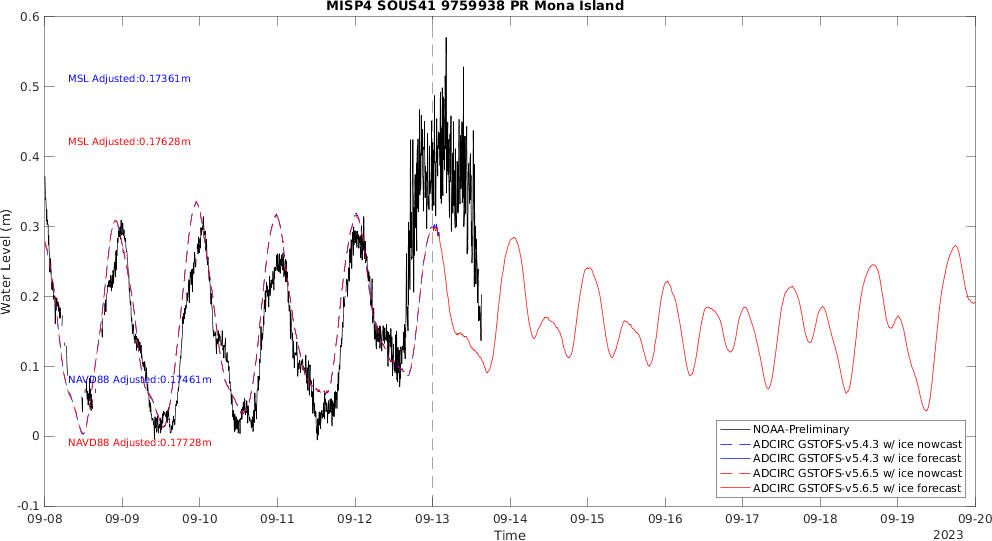 MISP4 SOUS41 9759938 PR Mona Island
0.6
0.5
0.4
0.3
0.2
0.1
0
-0.1
Water Level (m)
MSL Adjusted:0.17361m
MSL Adjusted:0.17628m
NAVD88 Adjusted:0.17461m
NAVD88 Adjusted:0.17728m
NOAA-Preliminary
ADCIRC GSTOFS-v5.4.3 w/ ice nowcast
ADCIRC GSTOFS-v5.4.3 w/ ice forecast
ADCIRC GSTOFS-v5.6.5 w/ ice nowcast
ADCIRC GSTOFS-v5.6.5 w/ ice forecast
09-08 09-09 09-10 09-11 09-12 09-13 09-14 09-15 09-16 09-17 09-18 09-19 09-20
Time
2023